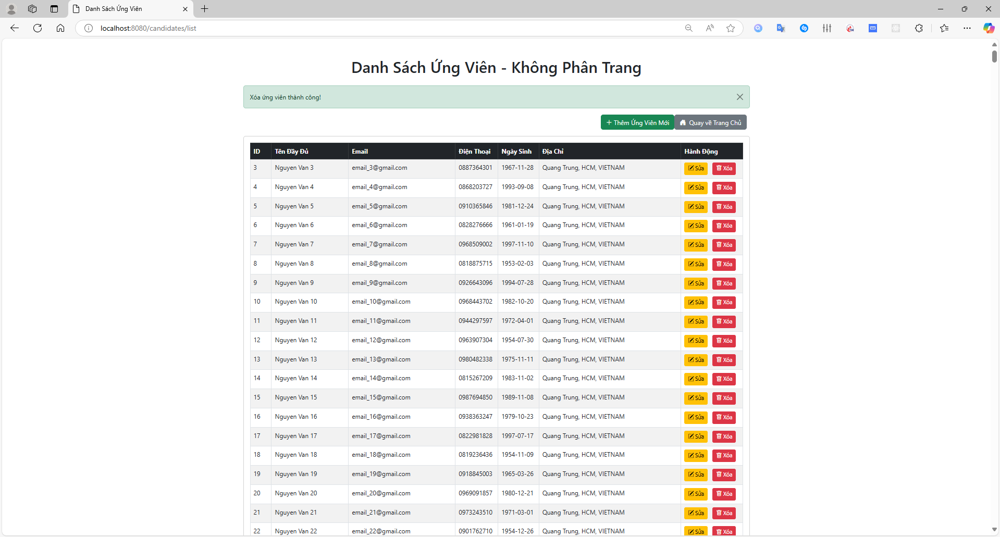 Danh Sách Ứng Viên
localhost:8080/candidates/list
Danh Sách Ứng Viên - Không Phân Trang
Xóa ứng viên thành công!
Thêm Ứng Viên Mới Quay về Trang Chủ
ID Tên Đầy Đủ Email Điện Thoại Ngày Sinh Địa Chỉ Hành Động
3 Nguyen Van 3 email_3@gmail.com 0887364301 1967-11-28 Quang Trung, HCM, VIETNAM Sửa Xóa
4 Nguyen Van 4 email_4@gmail.com 0868203727 1993-09-08 Quang Trung, HCM, VIETNAM Sửa Xóa
5 Nguyen Van 5 email_5@gmail.com 0910365846 1981-12-24 Quang Trung, HCM, VIETNAM Sửa Xóa
6 Nguyen Van 6 email_6@gmail.com 0828276666 1961-01-19 Quang Trung, HCM, VIETNAM Sửa Xóa
7 Nguyen Van 7 email_7@gmail.com 0968509002 1997-11-10 Quang Trung, HCM, VIETNAM Sửa Xóa
8 Nguyen Van 8 email_8@gmail.com 0818875715 1953-02-03 Quang Trung, HCM, VIETNAM Sửa Xóa
9 Nguyen Van 9 email_9@gmail.com 0926643096 1994-07-28 Quang Trung, HCM, VIETNAM Sửa Xóa
10 Nguyen Van 10 email_10@gmail.com 0968443702 1982-10-20 Quang Trung, HCM, VIETNAM Sửa Xóa
11 Nguyen Van 11 email_11@gmail.com 0944297597 1972-04-01 Quang Trung, HCM, VIETNAM Sửa Xóa
12 Nguyen Van 12 email_12@gmail.com 0963907304 1954-07-30 Quang Trung, HCM, VIETNAM Sửa Xóa
13 Nguyen Van 13 email_13@gmail.com 0980482338 1975-11-11 Quang Trung, HCM, VIETNAM Sửa Xóa
14 Nguyen Van 14 email_14@gmail.com 0815267209 1983-11-02 Quang Trung, HCM, VIETNAM Sửa Xóa
15 Nguyen Van 15 email_15@gmail.com 0987694850 1989-11-08 Quang Trung, HCM, VIETNAM Sửa Xóa
16 Nguyen Van 16 email_16@gmail.com 0938363247 1979-10-23 Quang Trung, HCM, VIETNAM Sửa Xóa
17 Nguyen Van 17 email_17@gmail.com 0822981828 1997-07-17 Quang Trung, HCM, VIETNAM Sửa Xóa
18 Nguyen Van 18 email_18@gmail.com 0819236436 1954-11-09 Quang Trung, HCM, VIETNAM Sửa Xóa
19 Nguyen Van 19 email_19@gmail.com 0918845003 1965-03-26 Quang Trung, HCM, VIETNAM Sửa Xóa
20 Nguyen Van 20 email_20@gmail.com 0969091857 1980-12-21 Quang Trung, HCM, VIETNAM Sửa Xóa
21 Nguyen Van 21 email_21@gmail.com 0973243510 1971-03-01 Quang Trung, HCM, VIETNAM Sửa Xóa
22 Nguyen Van 22 email_22@gmail.com 0901762710 1954-12-26 Quang Trung, HCM, VIETNAM Sửa Xóa